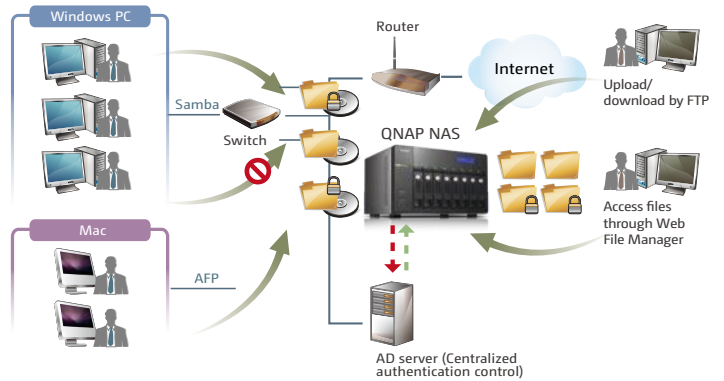 Windows PC
Router
Internet
Upload/
download by FTP
Samba
Switch
QNAP NAS
Access files
through Web
File Manager
Mac
AFP
AD server (Centralized
authentication control)